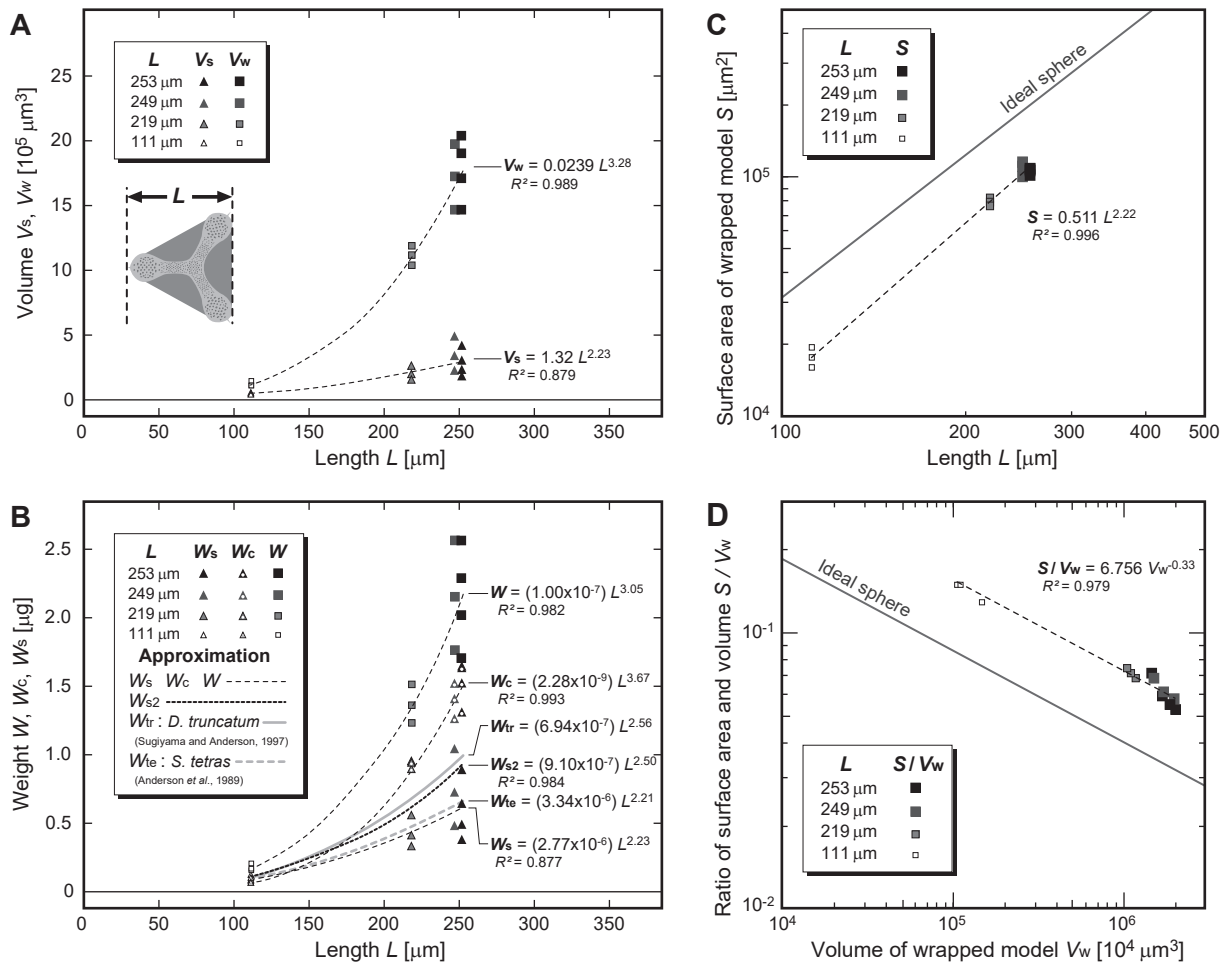 A
Volume Vs, Vw [10⁵ μm³]
L Vs Vw
253 μm
249 μm
219 μm
111 μm
L
25
20
15
10
5
0
Vw = 0.0239 L³·²⁸
R² = 0.989
Vs = 1.32 L²·²³
R² = 0.879
0 50 100 150 200 250 300 350
Length L [μm]
B
Weight W, Wc, Ws [μg]
L Ws Wc W
253 μm
249 μm
219 μm
111 μm
Approximation
Ws Wc W
Ws2
Wtr : D. truncatum
(Sugiyama and Anderson, 1997)
Wte : S. tetras
(Anderson et al., 1989)
2.5
2.0
1.5
1.0
0.5
0
W = (1.00x10⁻⁷) L³·⁰⁵
R² = 0.982
Wc = (2.28x10⁻⁹) L³·⁶⁷
R² = 0.993
Wtr = (6.94x10⁻⁷) L²·⁵⁶
Ws2 = (9.10x10⁻⁷) L²·⁵⁰
R² = 0.984
Wte = (3.34x10⁻⁶) L²·²¹
Ws = (2.77x10⁻⁶) L²·²³
R² = 0.877
0 50 100 150 200 250 300 350
Length L [μm]
C
Surface area of wrapped model S [μm²]
L S
253 μm
249 μm
219 μm
111 μm
Ideal sphere
10⁵
10⁴
S = 0.511 L²·²²
R² = 0.996
100 200 300 400 500
Length L [μm]
D
Ratio of surface area and volume S / Vw
Ideal sphere
S / Vw = 6.756 Vw⁻⁰·³³
R² = 0.979
10⁻¹
10⁻²
L S / Vw
253 μm
249 μm
219 μm
111 μm
10⁴ 10⁵ 10⁶
Volume of wrapped model Vw [10⁴ μm³]